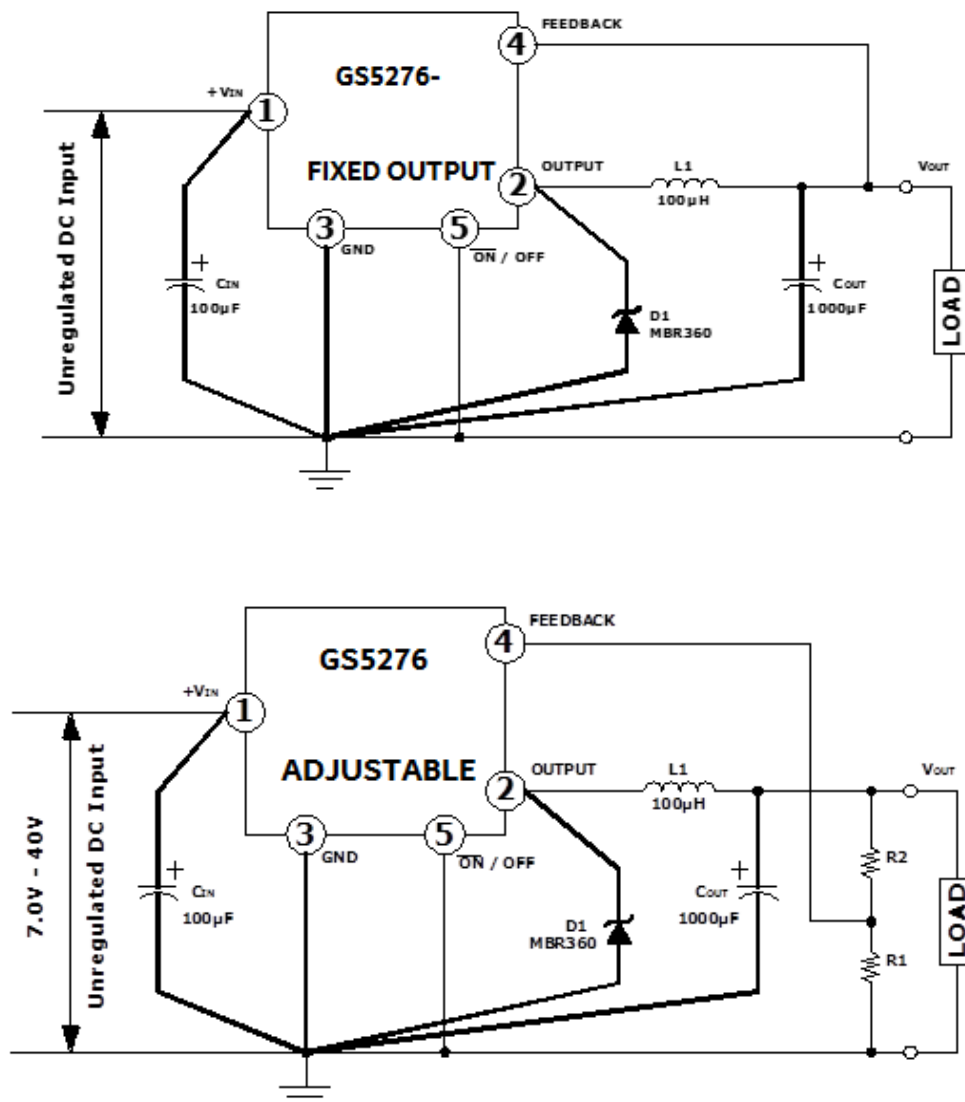 FEEDBACK
4
GS5276-
+VIN
1
FIXED OUTPUT
2
OUTPUT
L1
100µH
VOUT
3
GND
5
ON / OFF
Unregulated DC Input
+
CIN
100µF
D1
MBR360
+
COUT
1000µF
LOAD
FEEDBACK
4
GS5276
+VIN
1
ADJUSTABLE
2
OUTPUT
L1
100µH
VOUT
3
GND
5
ON / OFF
7.0V - 40V
Unregulated DC Input
+
CIN
100µF
D1
MBR360
+
COUT
1000µF
R2
R1
LOAD